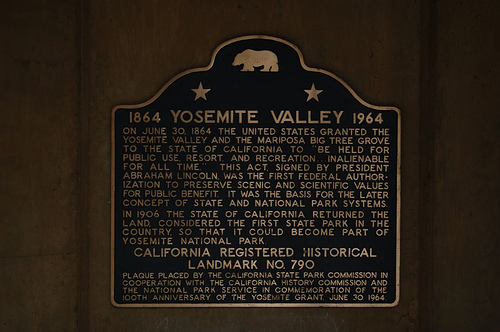 1864 YOSEMITE VALLEY 1964
ON JUNE 30, 1864 THE UNITED STATES GRANTED THE
YOSEMITE VALLEY AND THE MARIPOSA BIG TREE GROVE
TO THE STATE OF CALIFORNIA TO "BE HELD FOR
PUBLIC USE, RESORT, AND RECREATION... INALIENABLE
FOR ALL TIME." THIS ACT, SIGNED BY PRESIDENT
ABRAHAM LINCOLN, WAS THE FIRST FEDERAL AUTHOR-
IZATION TO PRESERVE SCENIC AND SCIENTIFIC VALUES
FOR PUBLIC BENEFIT. IT WAS THE BASIS FOR THE LATER
CONCEPT OF STATE AND NATIONAL PARK SYSTEMS.
IN 1906 THE STATE OF CALIFORNIA RETURNED THE
LAND, CONSIDERED THE FIRST STATE PARK IN THE
COUNTRY, SO THAT IT COULD BECOME PART OF
YOSEMITE NATIONAL PARK.
CALIFORNIA REGISTERED HISTORICAL
LANDMARK NO. 790
PLAQUE PLACED BY THE CALIFORNIA STATE PARK COMMISSION IN
COOPERATION WITH THE CALIFORNIA HISTORY COMMISSION AND
THE NATIONAL PARK SERVICE IN COMMEMORATION OF THE
100TH ANNIVERSARY OF THE YOSEMITE GRANT, JUNE 30, 1964.